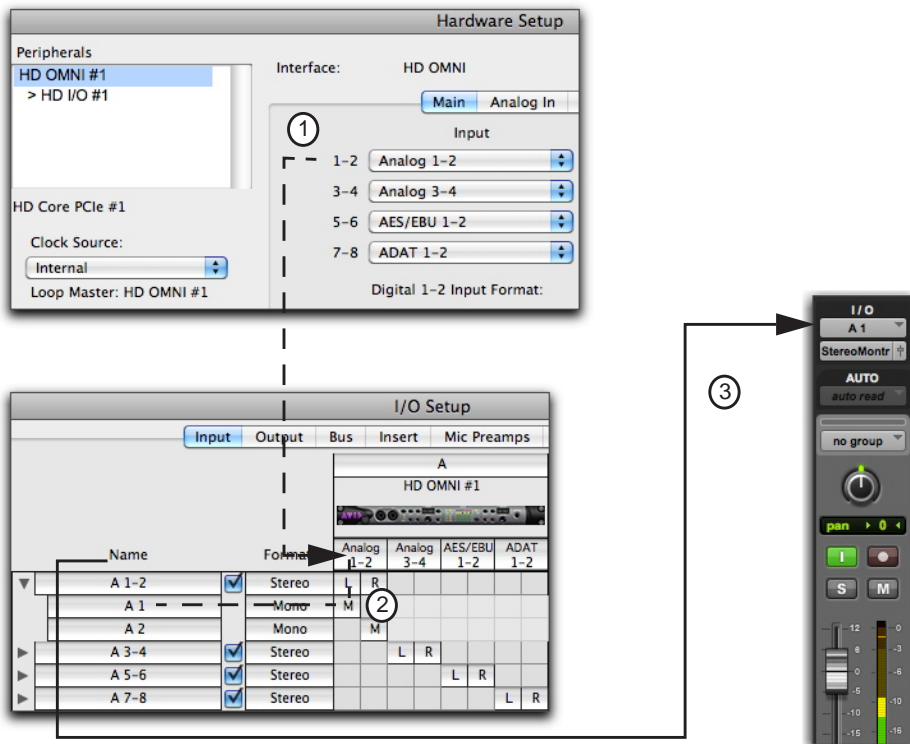 Hardware Setup
Peripherals
HD OMNI #1
> HD I/O #1
Interface: HD OMNI
Main Analog In
Input
1
1-2 Analog 1-2
3-4 Analog 3-4
5-6 AES/EBU 1-2
7-8 ADAT 1-2
HD Core PCIe #1
Clock Source:
Internal
Loop Master: HD OMNI #1
Digital 1-2 Input Format:
I/O Setup
Input Output Bus Insert Mic Preamps
A
HD OMNI #1
AVID
Name Format Analog 1-2 Analog 3-4 AES/EBU 1-2 ADAT 1-2
A 1-2 Stereo L R
A 1 Mono M
2
A 2 Mono M
A 3-4 Stereo L R
A 5-6 Stereo L R
A 7-8 Stereo L R
3
I/O
A 1
StereoMontr
AUTO
auto read
no group
pan 0
I
S M
12 0
6 -3
0 -6
-5
-10 -10
-15 -16